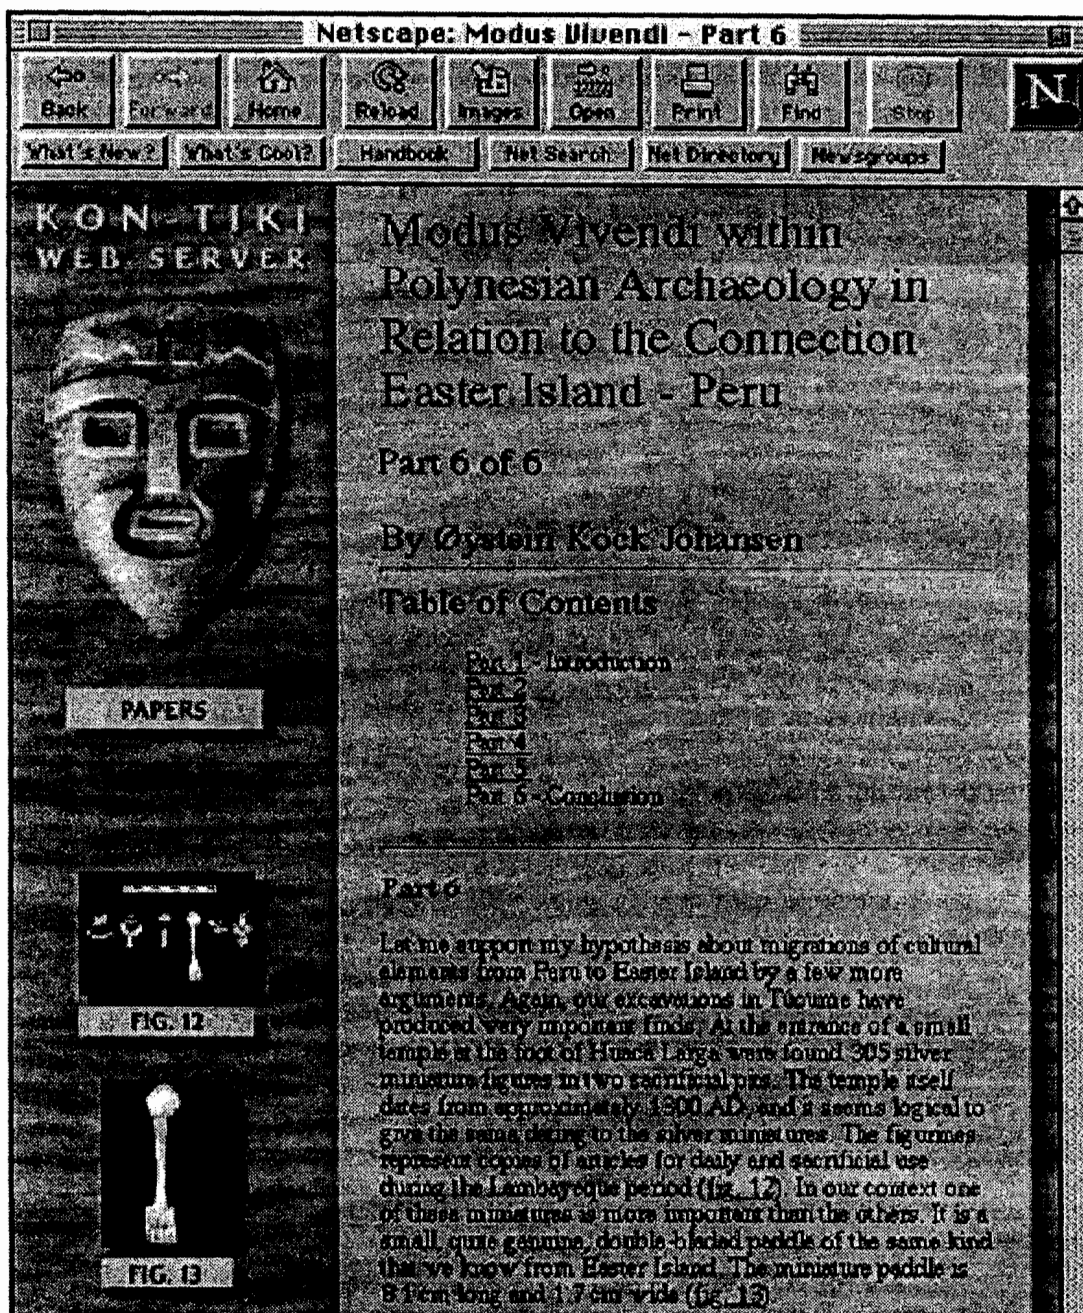 Netscape: Modus Vivendi - Part 6
Back Forward Home Reload Images Open Print Find Stop N
What's New? What's Cool? Handbook Net Search Net Directory Newsgroups
KON-TIKI
WEB SERVER
PAPERS
FIG. 12
FIG. 13
Modus Vivendi within
Polynesian Archaeology in
Relation to the Connection
Easter Island - Peru
Part 6 of 6
By Øystein Kock Johansen
Table of Contents
Part 1 - Introduction
Part 2
Part 3
Part 4
Part 5
Part 6 - Conclusion
Part 6
Let me support my hypothesis about migrations of cultural
elements from Peru to Easter Island by a few more
arguments. Again, our excavations in Tucume have
produced very important finds. At the entrance of a small
temple at the foot of Huaca Larga were found 305 silver
miniature figures in two sacrificial pits. The temple itself
dates from approximately 1300 AD, and it seems logical to
give the same dating to the silver miniatures. The figurines
represent copies of articles for daily and sacrificial use
during the Lambayeque period (fig. 12). In our context one
of these miniatures is more important than the others. It is a
small, quite genuine, double-bladed paddle of the same kind
that we know from Easter Island. The miniature paddle is
8.1 cm long and 1.7 cm wide (fig. 13)